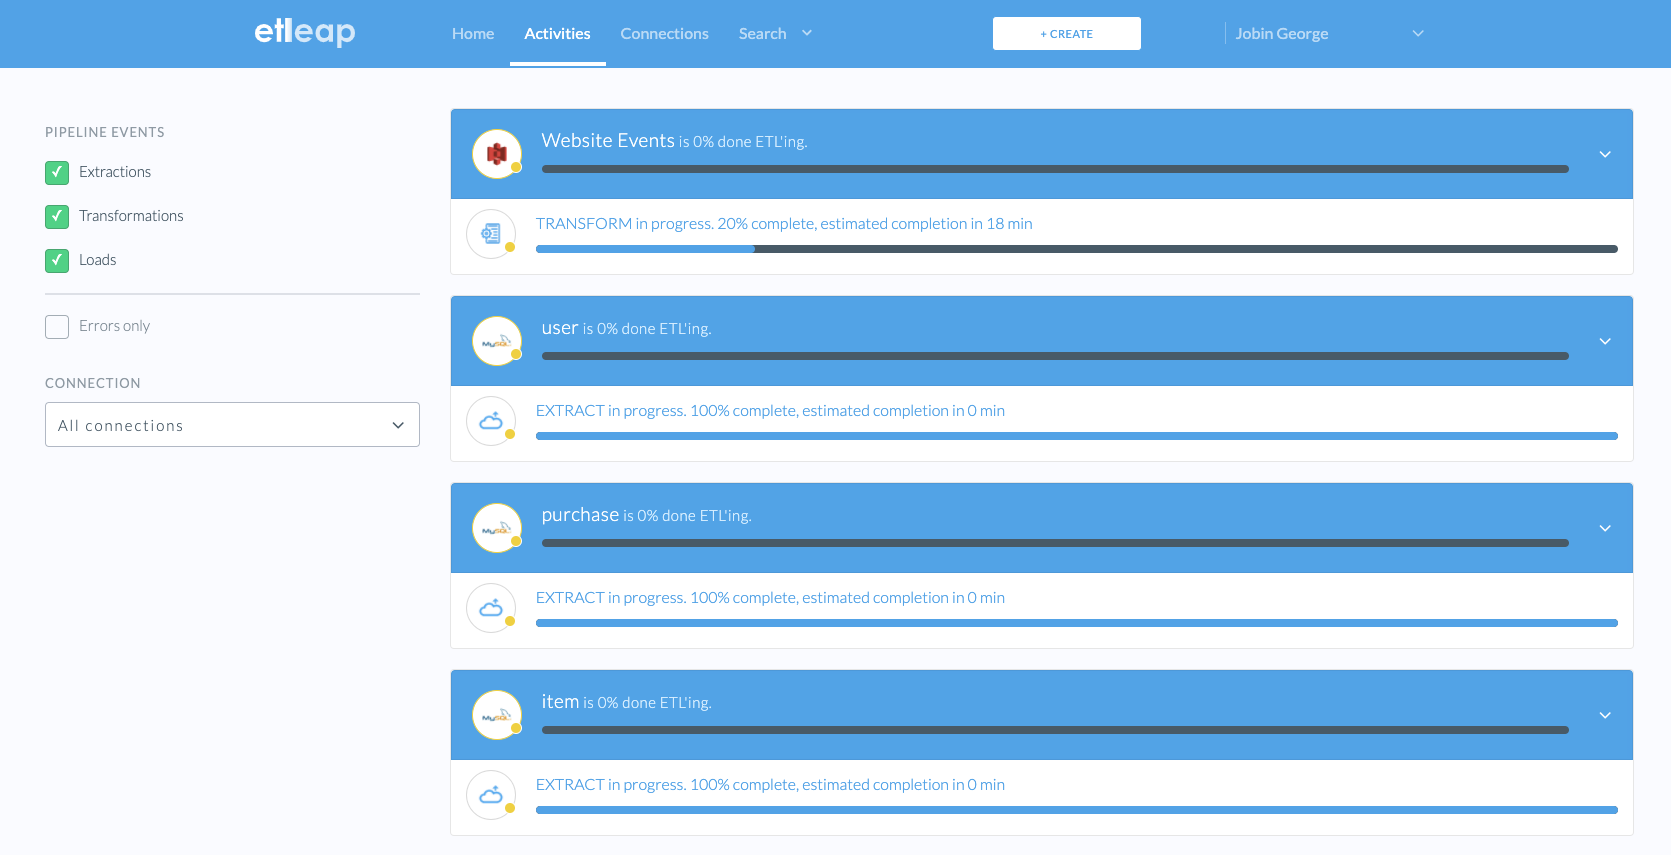 etleap
Home
Activities
Connections
Search
+ CREATE
Jobin George
PIPELINE EVENTS
Extractions
Transformations
Loads
Errors only
CONNECTION
All connections
Website Events is 0% done ETL'ing.
TRANSFORM in progress. 20% complete, estimated completion in 18 min
MySQL
user is 0% done ETL'ing.
EXTRACT in progress. 100% complete, estimated completion in 0 min
MySQL
purchase is 0% done ETL'ing.
EXTRACT in progress. 100% complete, estimated completion in 0 min
MySQL
item is 0% done ETL'ing.
EXTRACT in progress. 100% complete, estimated completion in 0 min